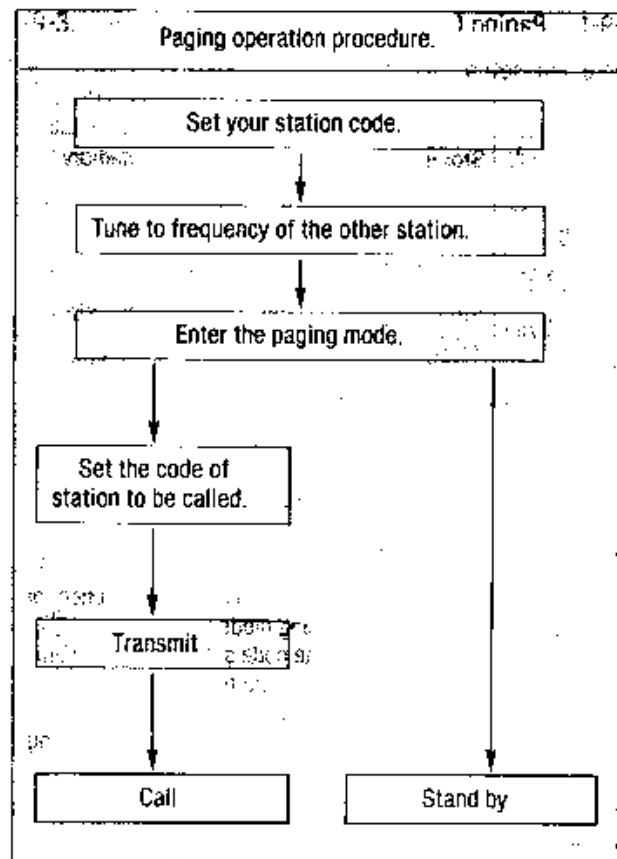 Paging operation procedure.
Set your station code.
Tune to frequency of the other station.
Enter the paging mode.
Set the code of
station to be called.
Transmit
Call
Stand by